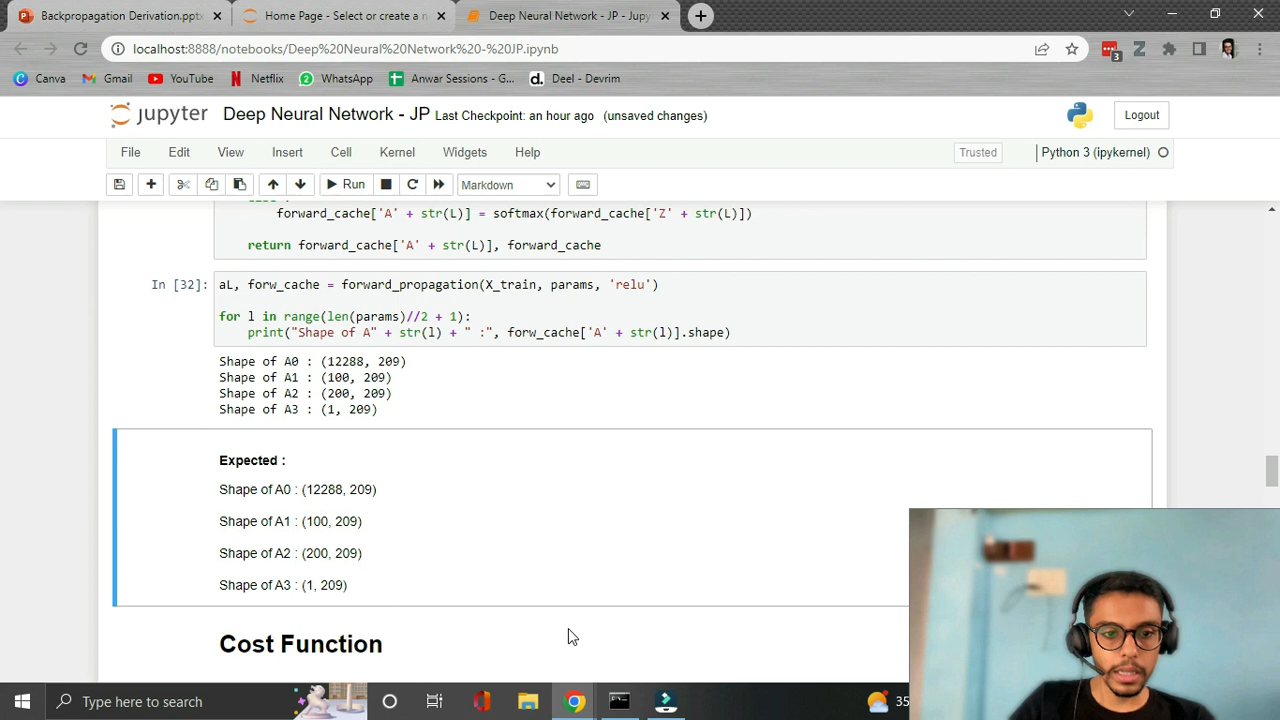 Backpropagation Derivation.pptx
Home Page - Select or create a n
Deep Neural Network - JP - Jupy
localhost:8888/notebooks/Deep%20Neural%20Network%20-%20JP.ipynb
3
Canva
Gmail
YouTube
Netflix
WhatsApp
Anwar Sessions - G...
Deel - Devrim
jupyter
Deep Neural Network - JP Last Checkpoint: an hour ago (unsaved changes)
Logout
File Edit View Insert Cell Kernel Widgets Help
Trusted
Python 3 (ipykernel)
Run
Markdown
forward_cache['A' + str(L)] = softmax(forward_cache['Z' + str(L)])
return forward_cache['A' + str(L)], forward_cache
In [32]: aL, forw_cache = forward_propagation(X_train, params, 'relu')
for l in range(len(params)//2 + 1):
print("Shape of A" + str(l) + " :", forw_cache['A' + str(l)].shape)
Shape of A0 : (12288, 209)
Shape of A1 : (100, 209)
Shape of A2 : (200, 209)
Shape of A3 : (1, 209)
Expected :
Shape of A0 : (12288, 209)
Shape of A1 : (100, 209)
Shape of A2 : (200, 209)
Shape of A3 : (1, 209)
Cost Function
Type here to search
35